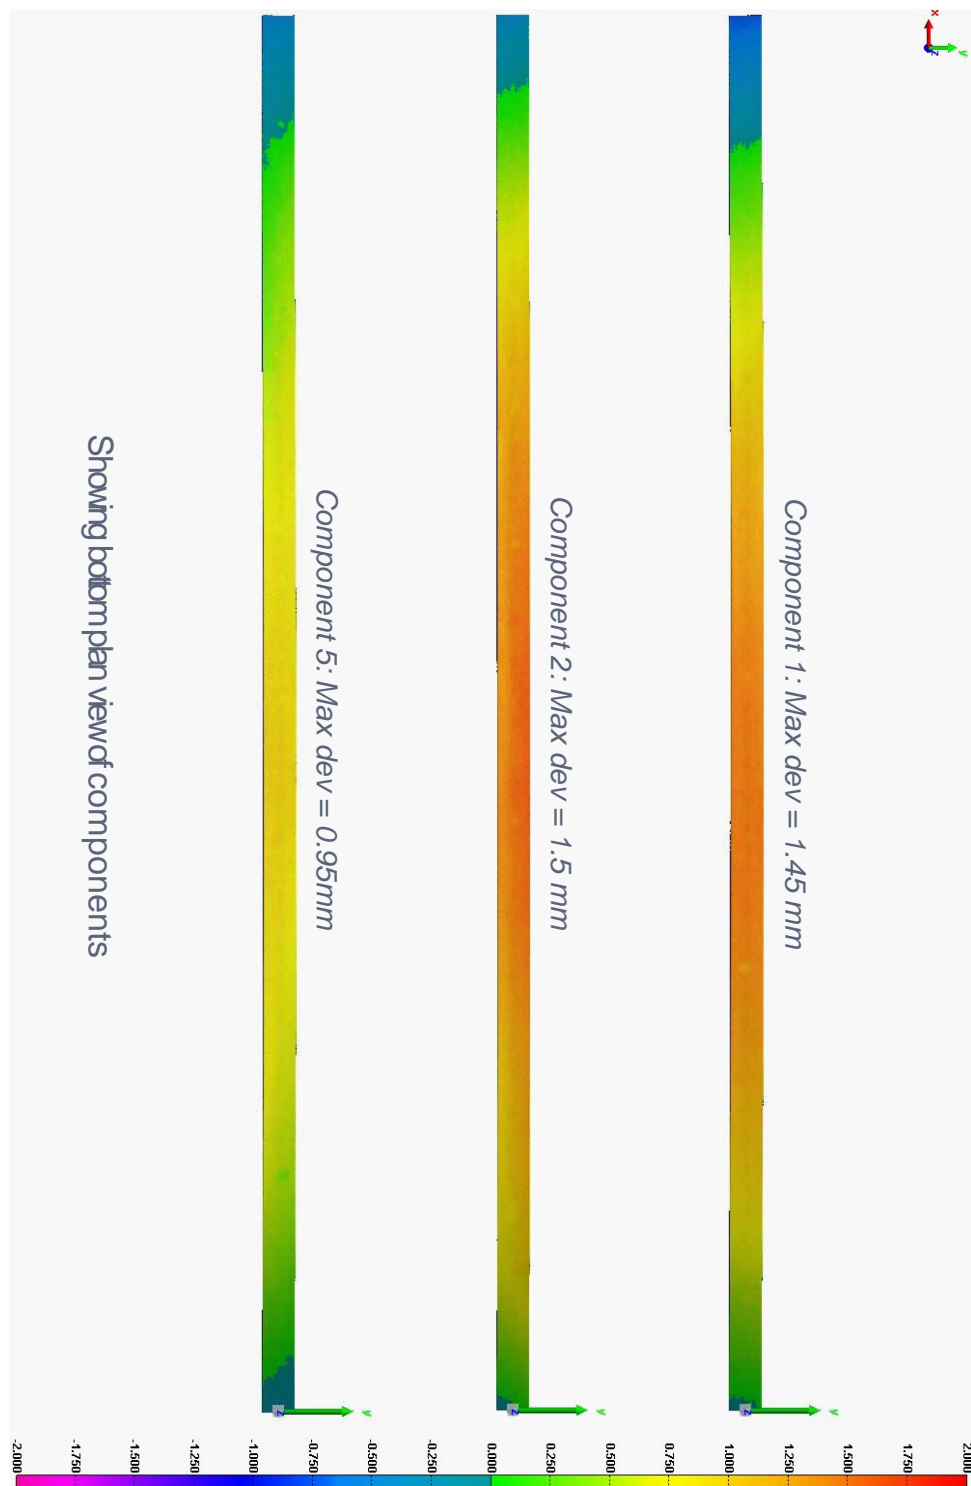 x
z
y
Component 1: Max dev = 1.45 mm
z
y
Component 2: Max dev = 1.5 mm
z
y
Component 5: Max dev = 0.95mm
z
y
Showing bottom plan view of components
2.000
1.750
1.500
1.250
1.000
0.750
0.500
0.250
0.000
-0.250
-0.500
-0.750
-1.000
-1.250
-1.500
-1.750
-2.000